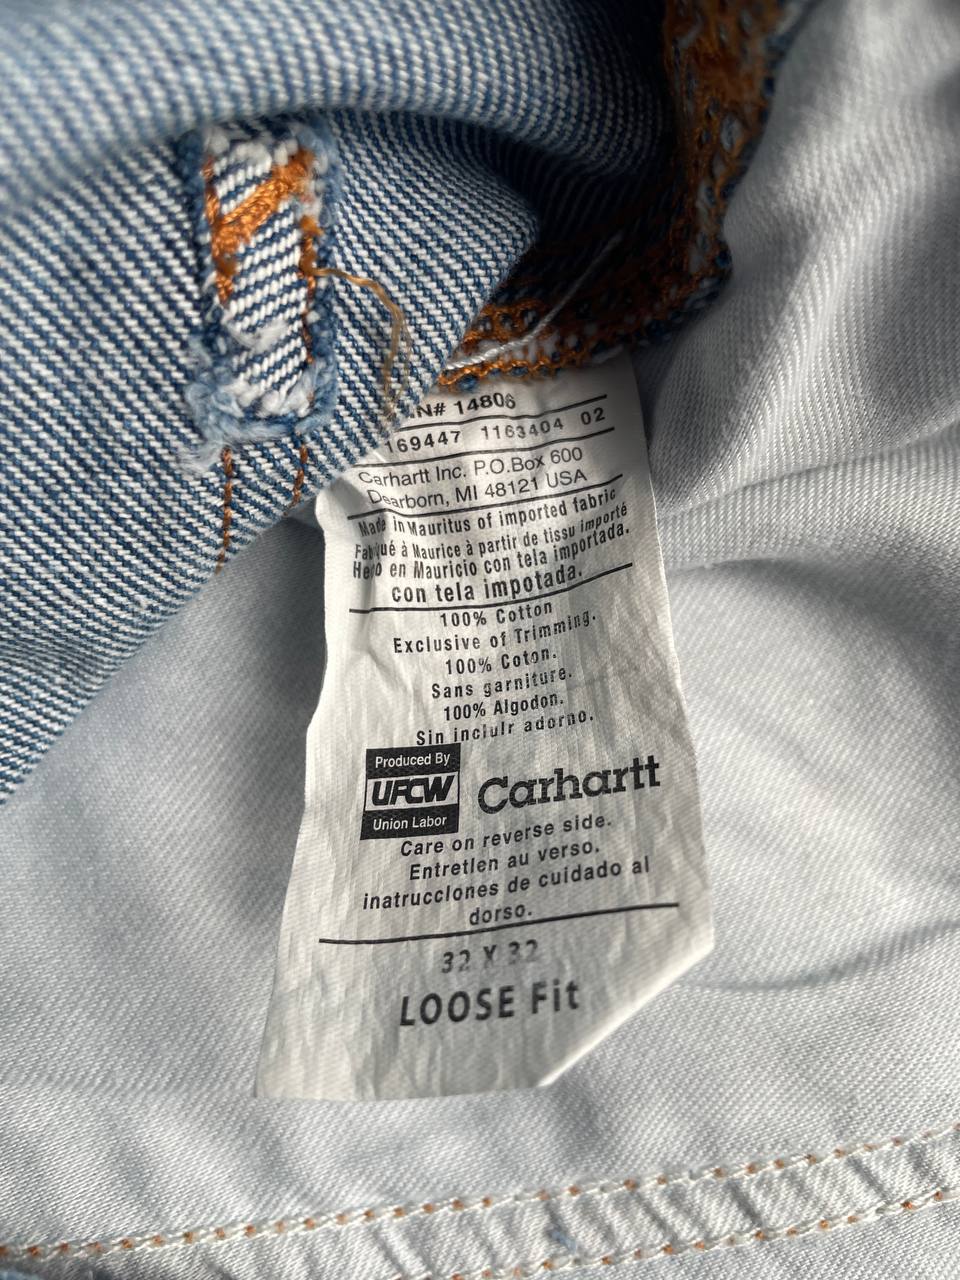 N# 14806
169447 1163404 02
Carhartt Inc. P.O.Box 600
Dearborn, MI 48121 USA
Made in Mauritus of imported fabric
Fabriqué à Maurice à partir de tissu importé
Hecho en Mauricio con tela importada.
con tela impotada.
100% Cotton
Exclusive of Trimming.
100% Coton.
Sans garniture.
100% Algodon.
Sin incluir adorno.
Produced By
UFCW
Union Labor
Carhartt
Care on reverse side.
Entretlen au verso.
inatrucclones de cuidado al
dorso.
32 X 32
LOOSE Fit